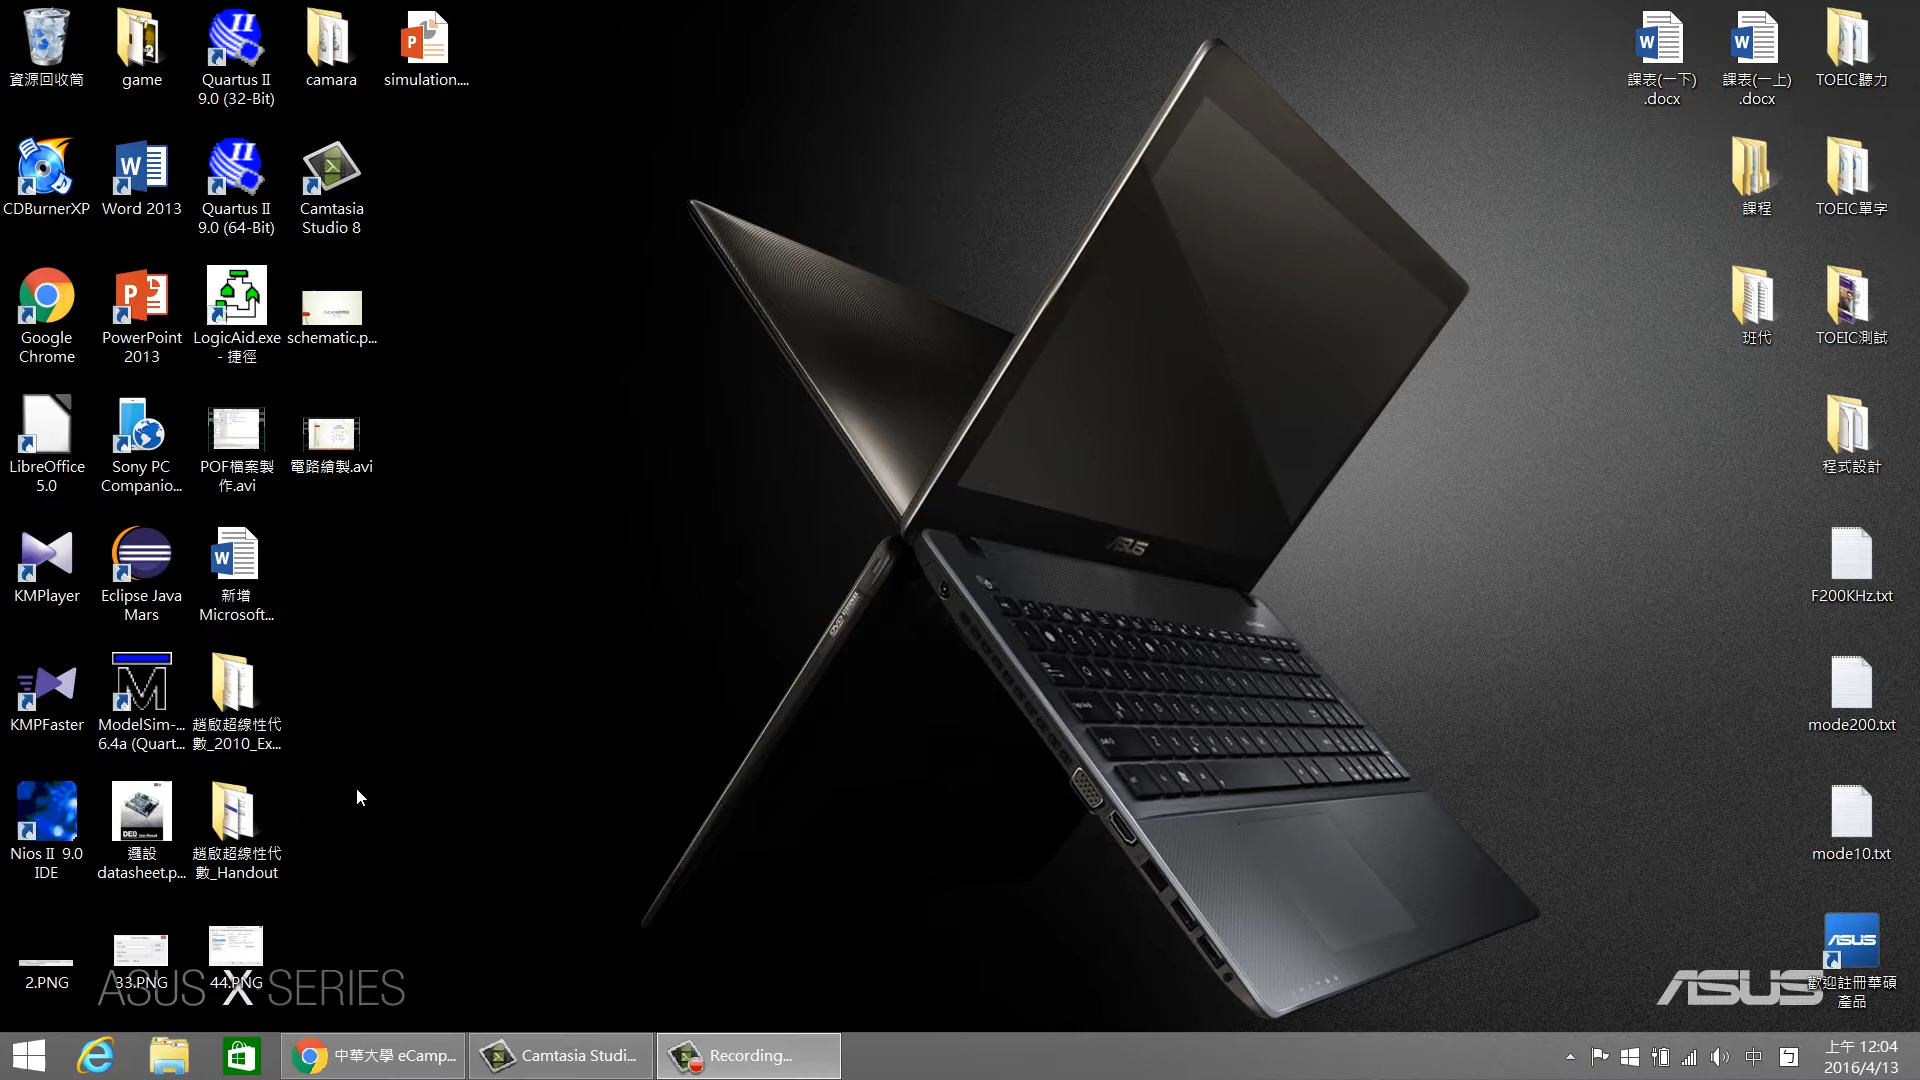 資源回收筒
game
Quartus II
9.0 (32-Bit)
camara
simulation....
課表(一下)
.docx
課表(一上)
.docx
TOEIC聽力
CDBurnerXP
Word 2013
Quartus II
9.0 (64-Bit)
Camtasia
Studio 8
課程
TOEIC單字
Google
Chrome
PowerPoint
2013
LogicAid.exe
- 捷徑
schematic.p...
班代
TOEIC測試
LibreOffice
5.0
Sony PC
Companio...
POF檔案製
作.avi
電路繪製.avi
程式設計
KMPlayer
Eclipse Java
Mars
新增
Microsoft...
F200KHz.txt
KMPFaster
ModelSim-...
6.4a (Quart...
趙啟超線性代
數_2010_Ex...
mode200.txt
Nios II 9.0
IDE
邏設
datasheet.p...
趙啟超線性代
數_Handout
mode10.txt
2.PNG
33.PNG
44.PNG
歡迎註冊華碩
產品
ASUS X SERIES
ASUS
ASUS
ASUS
DE0
中華大學 eCamp...
Camtasia Studi...
Recording...
中
ㄅ
上午 12:04
2016/4/13